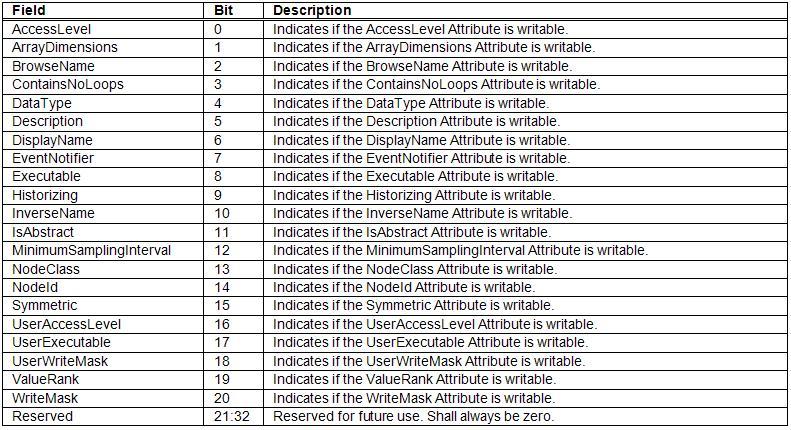 Field Bit Description
AccessLevel 0 Indicates if the AccessLevel Attribute is writable.
ArrayDimensions 1 Indicates if the ArrayDimensions Attribute is writable.
BrowseName 2 Indicates if the BrowseName Attribute is writable.
ContainsNoLoops 3 Indicates if the ContainsNoLoops Attribute is writable.
DataType 4 Indicates if the DataType Attribute is writable.
Description 5 Indicates if the Description Attribute is writable.
DisplayName 6 Indicates if the DisplayName Attribute is writable.
EventNotifier 7 Indicates if the EventNotifier Attribute is writable.
Executable 8 Indicates if the Executable Attribute is writable.
Historizing 9 Indicates if the Historizing Attribute is writable.
InverseName 10 Indicates if the InverseName Attribute is writable.
IsAbstract 11 Indicates if the IsAbstract Attribute is writable.
MinimumSamplingInterval 12 Indicates if the MinimumSamplingInterval Attribute is writable.
NodeClass 13 Indicates if the NodeClass Attribute is writable.
NodeId 14 Indicates if the NodeId Attribute is writable.
Symmetric 15 Indicates if the Symmetric Attribute is writable.
UserAccessLevel 16 Indicates if the UserAccessLevel Attribute is writable.
UserExecutable 17 Indicates if the UserExecutable Attribute is writable.
UserWriteMask 18 Indicates if the UserWriteMask Attribute is writable.
ValueRank 19 Indicates if the ValueRank Attribute is writable.
WriteMask 20 Indicates if the WriteMask Attribute is writable.
Reserved 21:32 Reserved for future use. Shall always be zero.